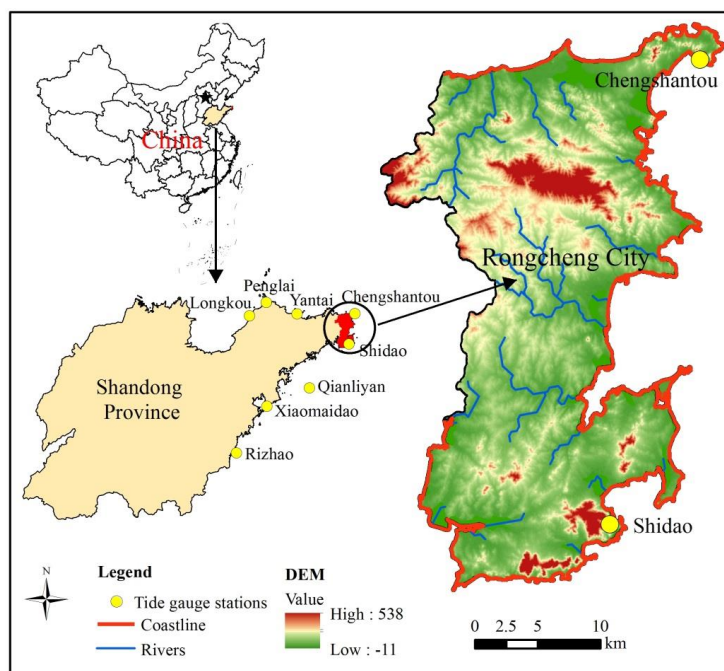 China
Chengshantou
Rongcheng City
Shidao
Penglai
Longkou
Yantai
Chengshantou
Shidao
Qianliyan
Xiaomaidao
Rizhao
Shandong
Province
N
Legend
Tide gauge stations
Coastline
Rivers
DEM
Value
High : 538
Low : -11
0 2.5 5 10
km